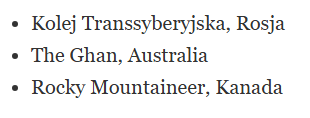 • Kolej Transsyberyjska, Rosja
• The Ghan, Australia
• Rocky Mountaineer, Kanada